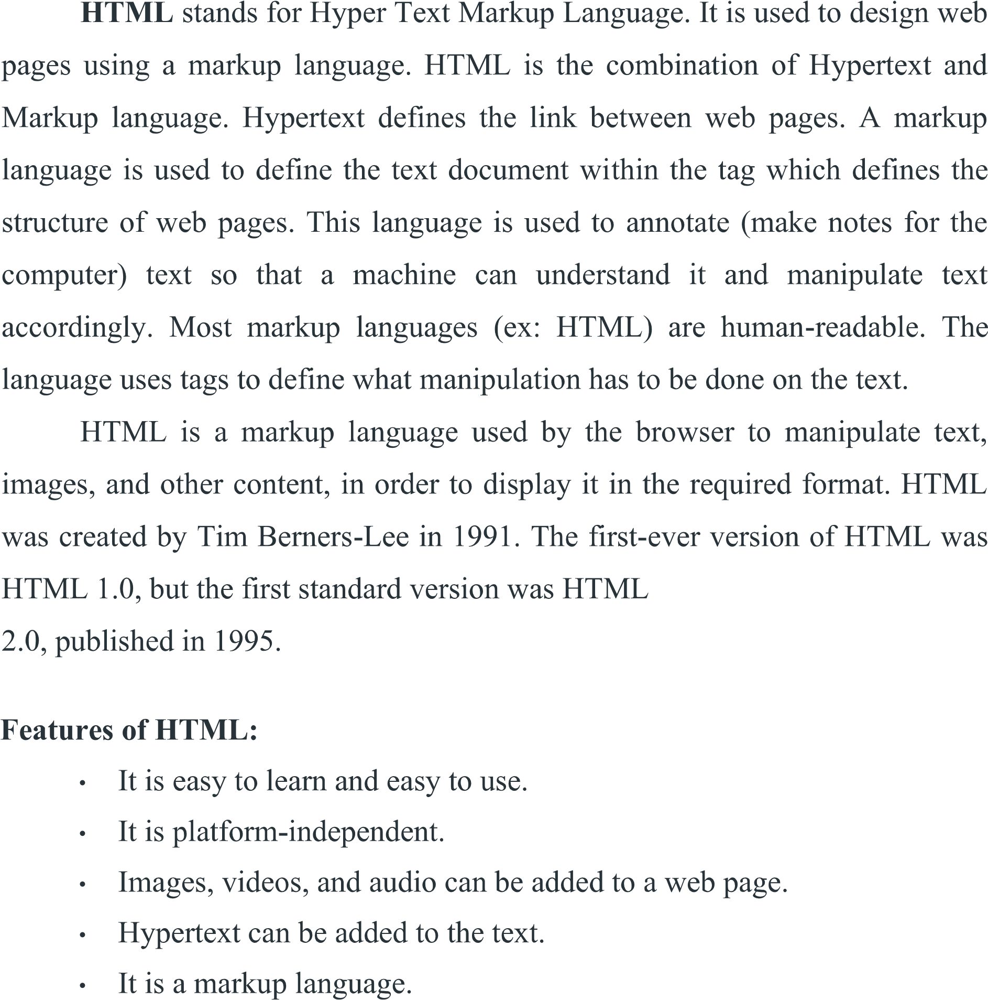 HTML stands for Hyper Text Markup Language. It is used to design web
pages using a markup language. HTML is the combination of Hypertext and
Markup language. Hypertext defines the link between web pages. A markup
language is used to define the text document within the tag which defines the
structure of web pages. This language is used to annotate (make notes for the
computer) text so that a machine can understand it and manipulate text
accordingly. Most markup languages (ex: HTML) are human-readable. The
language uses tags to define what manipulation has to be done on the text.
HTML is a markup language used by the browser to manipulate text,
images, and other content, in order to display it in the required format. HTML
was created by Tim Berners-Lee in 1991. The first-ever version of HTML was
HTML 1.0, but the first standard version was HTML
2.0, published in 1995.
Features of HTML:
• It is easy to learn and easy to use.
• It is platform-independent.
• Images, videos, and audio can be added to a web page.
• Hypertext can be added to the text.
• It is a markup language.